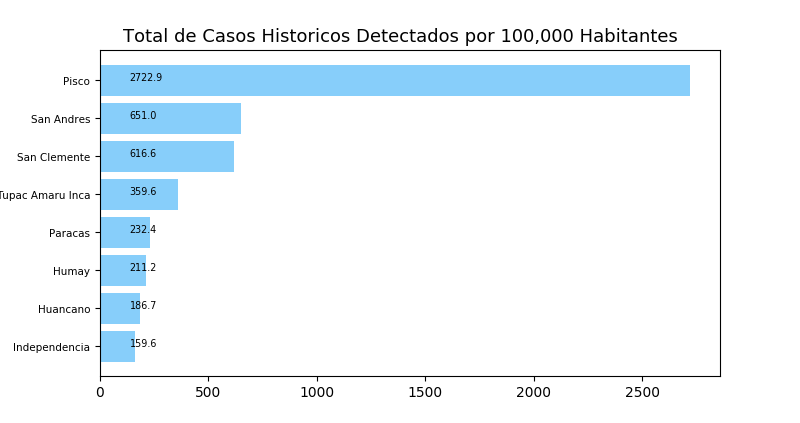 Total de Casos Historicos Detectados por 100,000 Habitantes
Pisco 2722.9
San Andres 651.0
San Clemente 616.6
Tupac Amaru Inca 359.6
Paracas 232.4
Humay 211.2
Huancano 186.7
Independencia 159.6
0 500 1000 1500 2000 2500